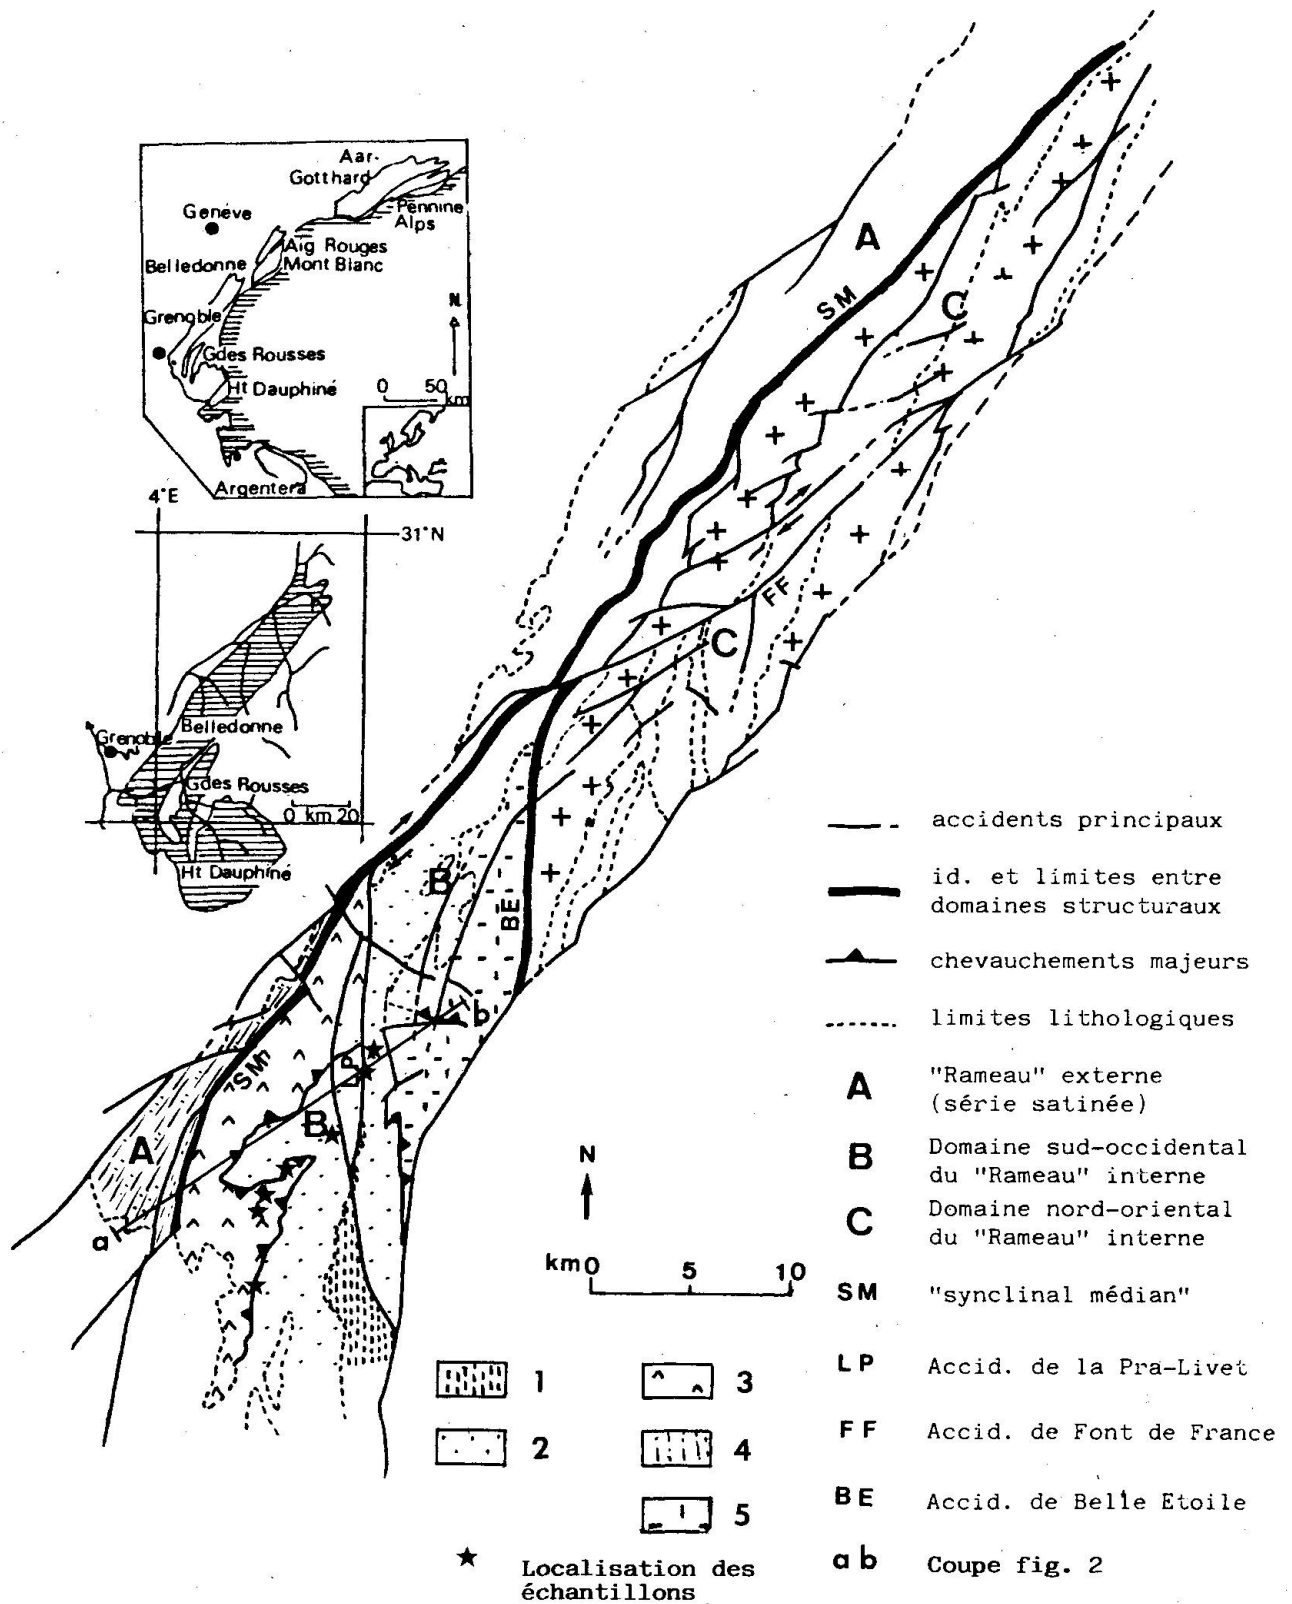 Aar-
Gotthard
Pennine
Alps
Genéve
Aig Rouges
Mont Blanc
Belledonne
N
Grenoble
Gdes Rousses
Ht Dauphiné
0 50
km
Argentera
4°E
31°N
Belledonne
Grenoble
Gdes Rousses
0 km 20
Ht Dauphiné
A
SM
C
FF
C
B
BE
b
SM
LP
B
A
a
N
km 0 5 10
accidents principaux
id. et limites entre
domaines structuraux
chevauchements majeurs
limites lithologiques
A "Rameau" externe
(série satinée)
B Domaine sud-occidental
du "Rameau" interne
C Domaine nord-oriental
du "Rameau" interne
SM "synclinal médian"
LP Accid. de la Pra-Livet
FF Accid. de Font de France
BE Accid. de Belle Etoile
ab Coupe fig. 2
1
2
3
4
5
Localisation des
échantillons